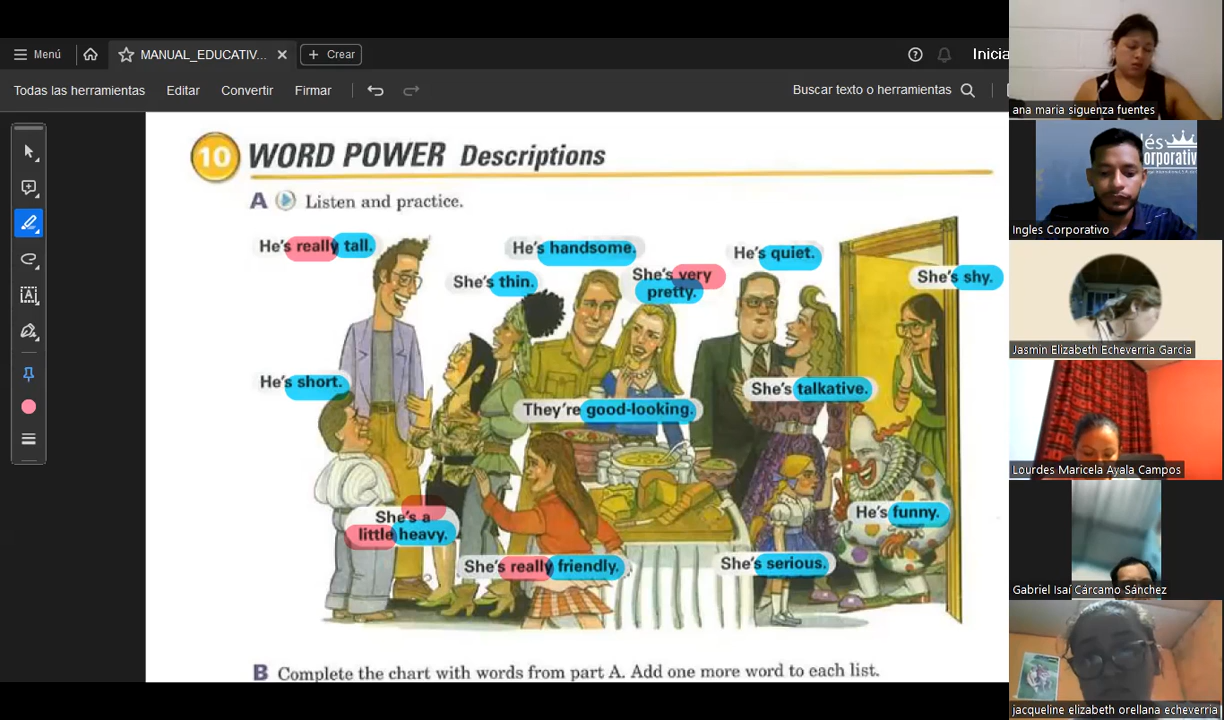 Menú
MANUAL_EDUCATIV...
Crear
Inicia
Todas las herramientas
Editar
Convertir
Firmar
Buscar texto o herramientas
10 WORD POWER Descriptions
A Listen and practice.
He's really tall.
He's handsome.
He's quiet.
She's thin.
She's very
pretty.
She's shy.
He's short.
She's talkative.
They're good-looking.
She's a
little heavy.
He's funny.
She's really friendly.
She's serious.
B Complete the chart with words from part A. Add one more word to each list.
ana maria siguenza fuentes
Ingles Corporativo
Jasmin Elizabeth Echeverria Garcia
Lourdes Maricela Ayala Campos
Gabriel Isaí Cárcamo Sánchez
jacqueline elizabeth orellana echeverria